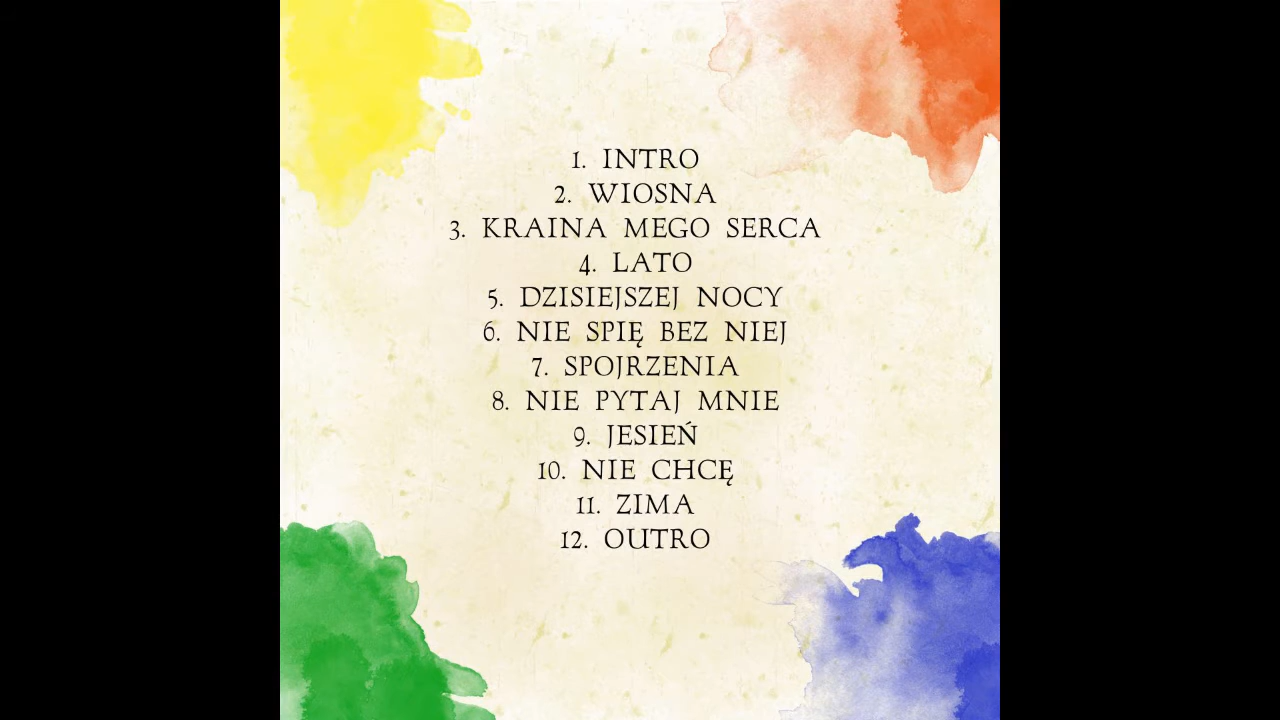 1. INTRO
2. WIOSNA
3. KRAINA MEGO SERCA
4. LATO
5. DZISIEJSZEJ NOCY
6. NIE SPIĘ BEZ NIEJ
7. SPOJRZENIA
8. NIE PYTAJ MNIE
9. JESIEŃ
10. NIE CHCĘ
11. ZIMA
12. OUTRO